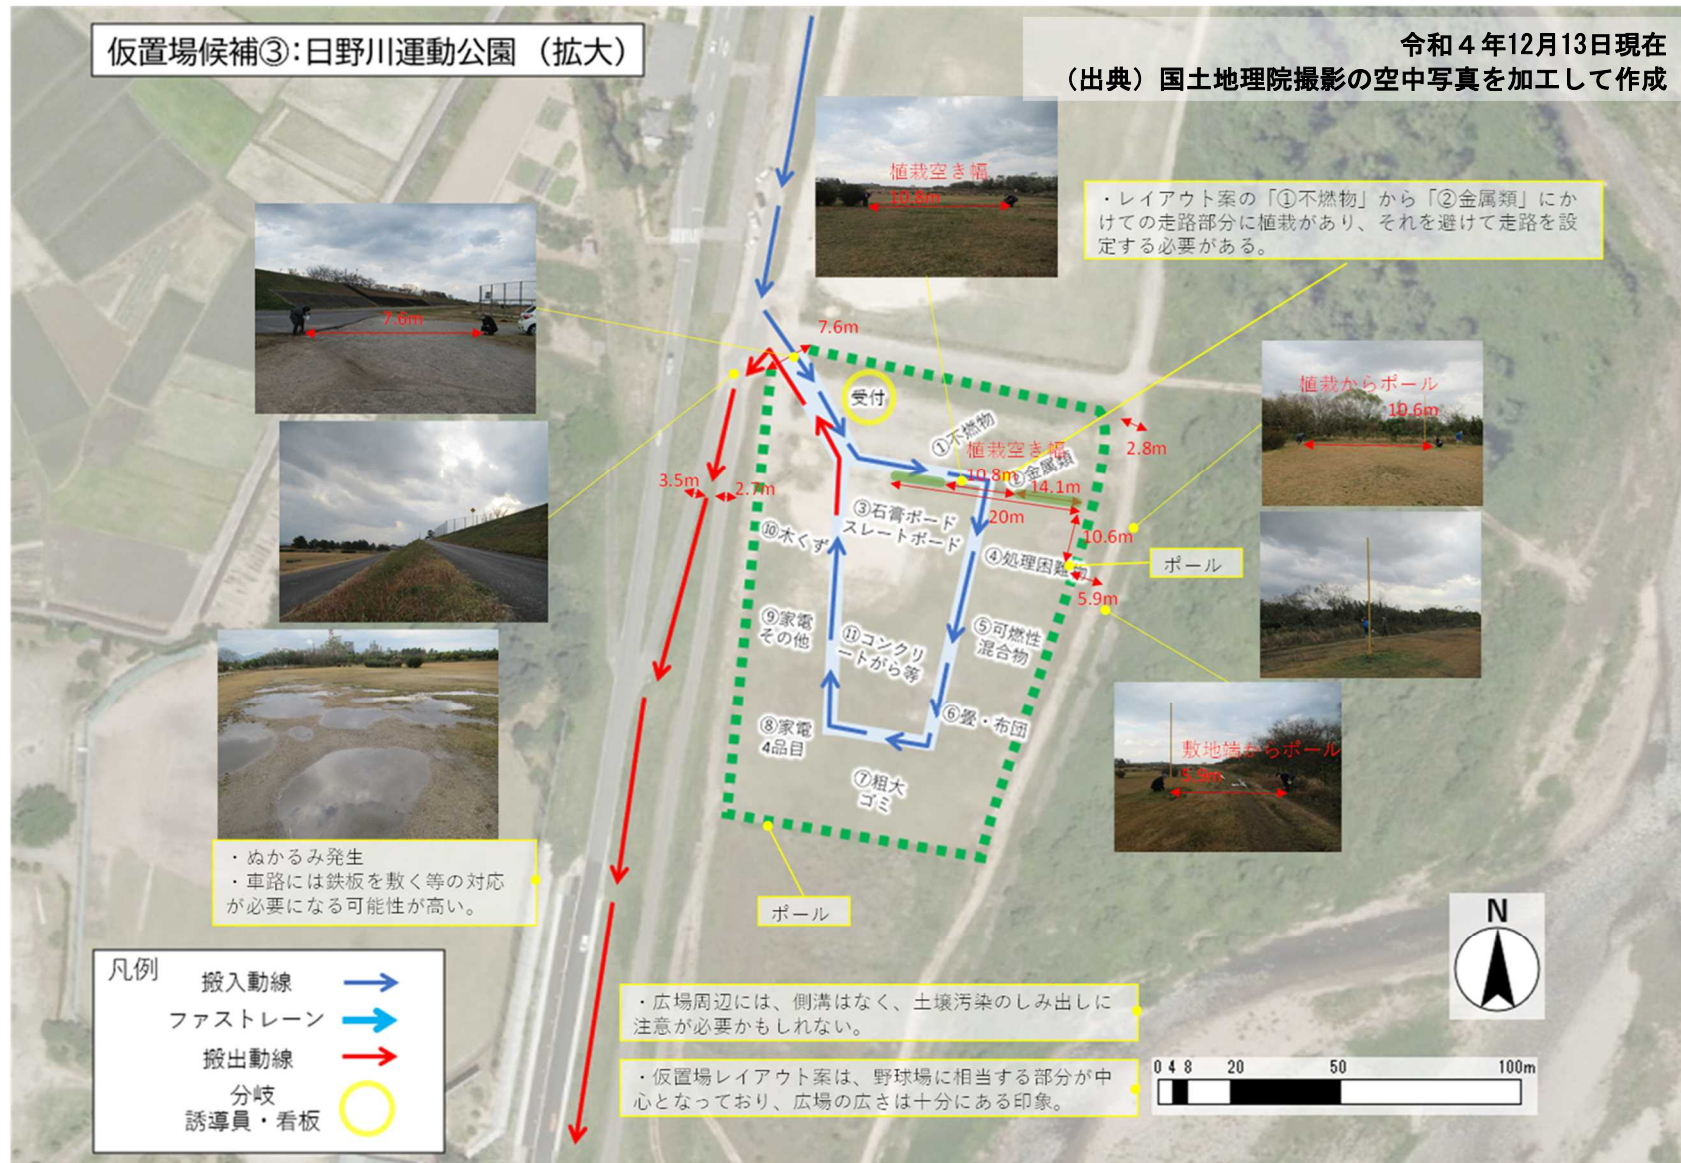 仮置場候補③:日野川運動公園 （拡大）
令和４年12月13日現在
（出典）国土地理院撮影の空中写真を加工して作成
植栽空き幅
10.8m
・レイアウト案の「①不燃物」から「②金属類」にか
けての走路部分に植栽があり、それを避けて走路を設
定する必要がある。
7.6m
7.6m
受付
①不燃物
植栽空き幅
10.8m
②金属類
14.1m
20m
2.8m
植栽からポール
10.6m
3.5m
2.7m
③石膏ボード
スレートボード
10.6m
④処理困難物
ポール
5.9m
⑩木くず
⑨家電
その他
⑪コンクリ
ートがら等
⑤可燃性
混合物
⑥畳・布団
⑧家電
4品目
⑦粗大
ゴミ
敷地端からポール
5.9m
・ぬかるみ発生
・車路には鉄板を敷く等の対応
が必要になる可能性が高い。
ポール
凡例
搬入動線
ファストレーン
搬出動線
分岐
誘導員・看板
・広場周辺には、側溝はなく、土壌汚染のしみ出しに
注意が必要かもしれない。
・仮置場レイアウト案は、野球場に相当する部分が中
心となっており、広場の広さは十分にある印象。
N
0 4 8 20 50 100m